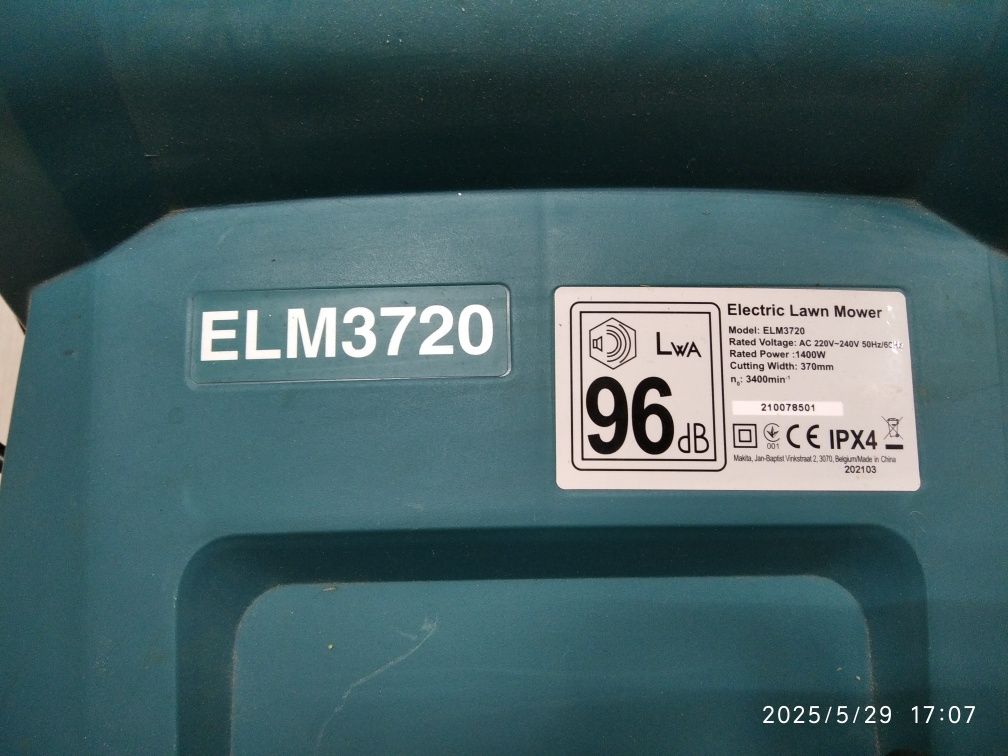 ELM3720
LWA
96 dB
Electric Lawn Mower
Model: ELM3720
Rated Voltage: AC 220V~240V 50Hz/60Hz
Rated Power :1400W
Cutting Width: 370mm
n₀: 3400min⁻¹
210078501
001
CE IPX4
Makita, Jan-Baptist Vinkstraat 2, 3070, Belgium/Made in China
202103
2025/5/29 17:07